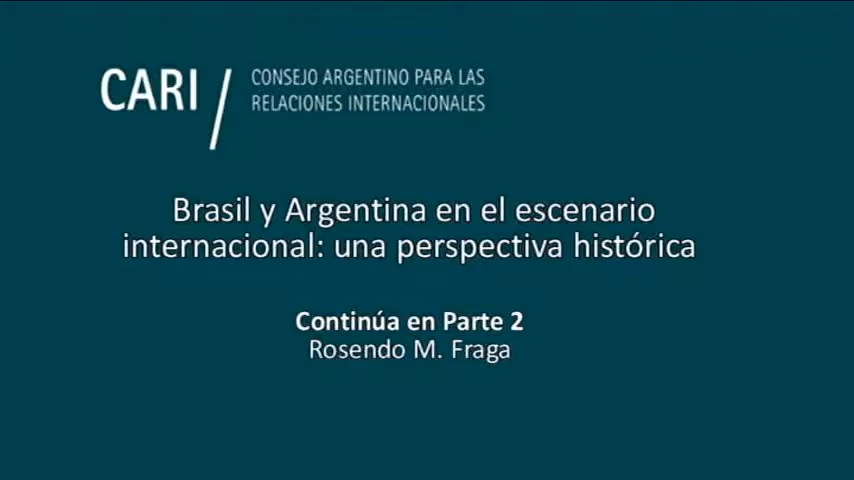 CARI/
CONSEJO ARGENTINO PARA LAS
RELACIONES INTERNACIONALES
Brasil y Argentina en el escenario
internacional: una perspectiva histórica
Continúa en Parte 2
Rosendo M. Fraga